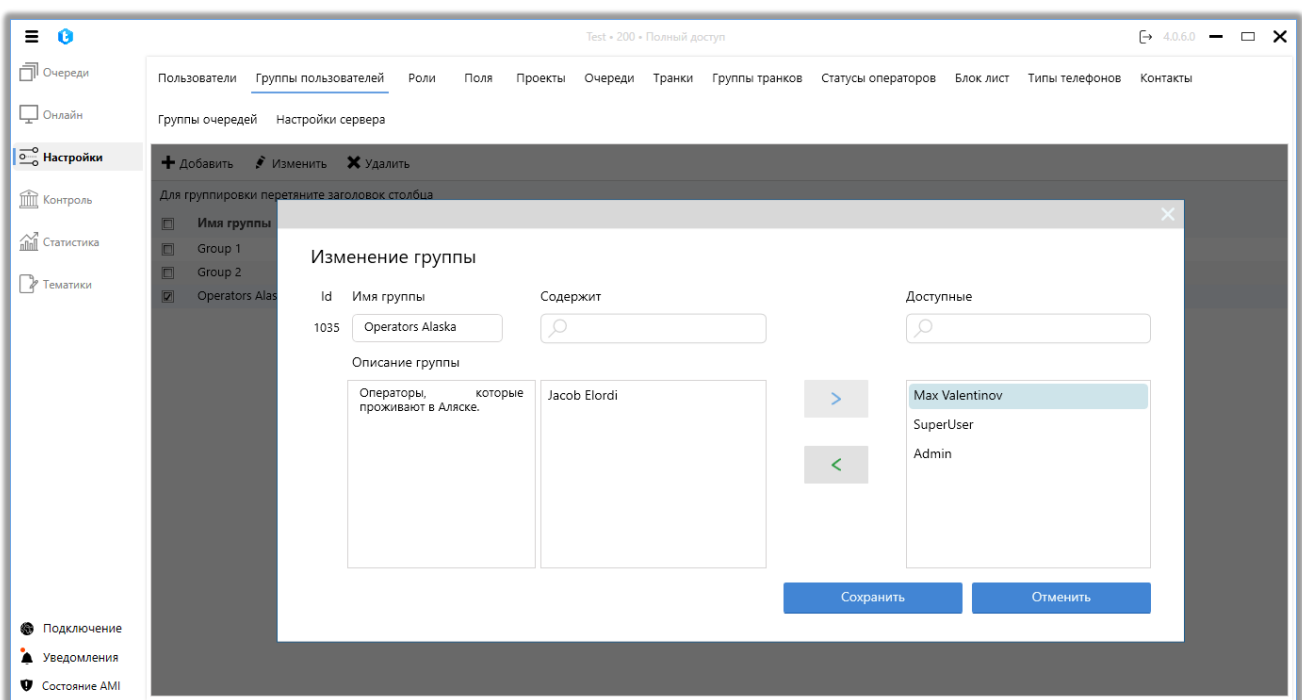 Test • 200 • Полный доступ
4.0.6.0
Очереди
Онлайн
Настройки
Контроль
Статистика
Тематики
Подключение
Уведомления
Состояние AMI
Пользователи Группы пользователей Роли Поля Проекты Очереди Транки Группы транков Статусы операторов Блок лист Типы телефонов Контакты
Группы очередей Настройки сервера
Добавить Изменить Удалить
Для группировки перетяните заголовок столбца
Имя группы
Group 1
Group 2
Operators Alas
Изменение группы
Id Имя группы Содержит Доступные
1035 Operators Alaska
Описание группы
Операторы, которые
проживают в Аляске.
Jacob Elordi
Max Valentinov
SuperUser
Admin
Сохранить Отменить